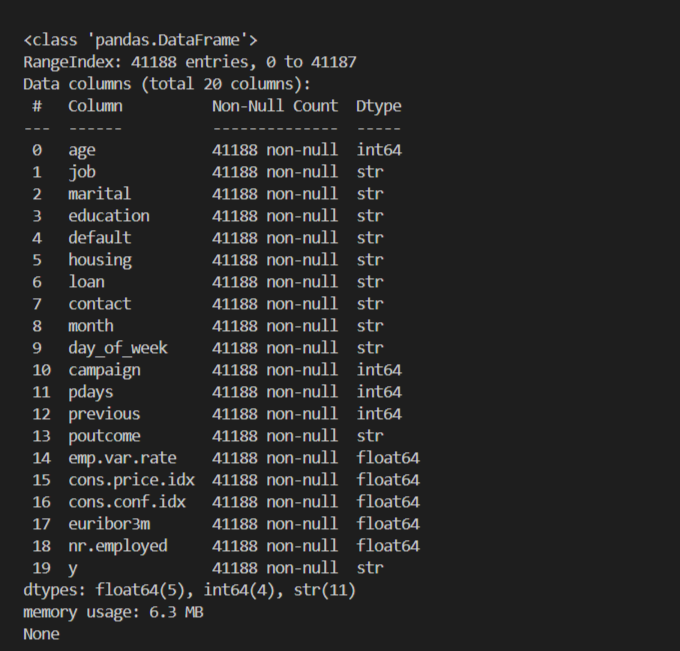 <class 'pandas.DataFrame'>
RangeIndex: 41188 entries, 0 to 41187
Data columns (total 20 columns):
 #   Column          Non-Null Count  Dtype
---  ------          --------------  -----
 0   age             41188 non-null  int64
 1   job             41188 non-null  str
 2   marital         41188 non-null  str
 3   education       41188 non-null  str
 4   default         41188 non-null  str
 5   housing         41188 non-null  str
 6   loan            41188 non-null  str
 7   contact         41188 non-null  str
 8   month           41188 non-null  str
 9   day_of_week     41188 non-null  str
 10  campaign        41188 non-null  int64
 11  pdays           41188 non-null  int64
 12  previous        41188 non-null  int64
 13  poutcome        41188 non-null  str
 14  emp.var.rate    41188 non-null  float64
 15  cons.price.idx  41188 non-null  float64
 16  cons.conf.idx   41188 non-null  float64
 17  euribor3m       41188 non-null  float64
 18  nr.employed     41188 non-null  float64
 19  y               41188 non-null  str
dtypes: float64(5), int64(4), str(11)
memory usage: 6.3 MB
None